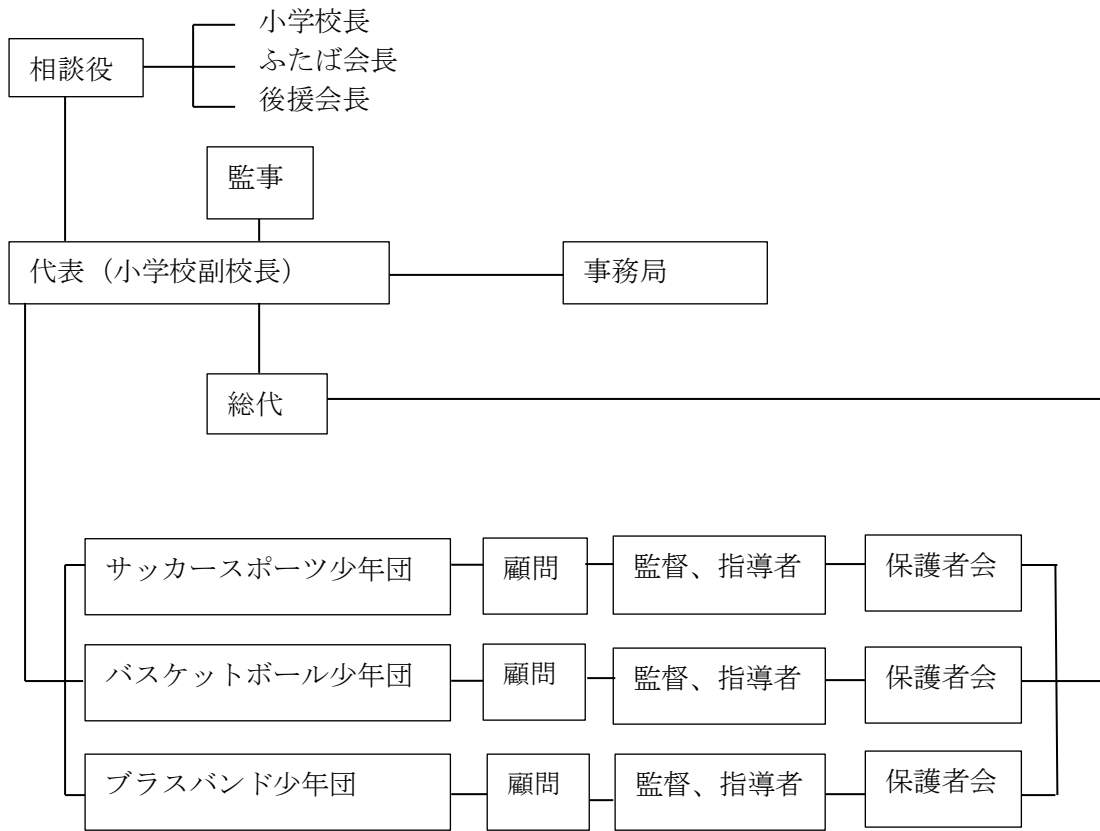 小学校長
相談役
ふたば会長
後援会長
監事
代表（小学校副校長）
事務局
総代
サッカースポーツ少年団
顧問
監督、指導者
保護者会
バスケットボール少年団
顧問
監督、指導者
保護者会
ブラスバンド少年団
顧問
監督、指導者
保護者会